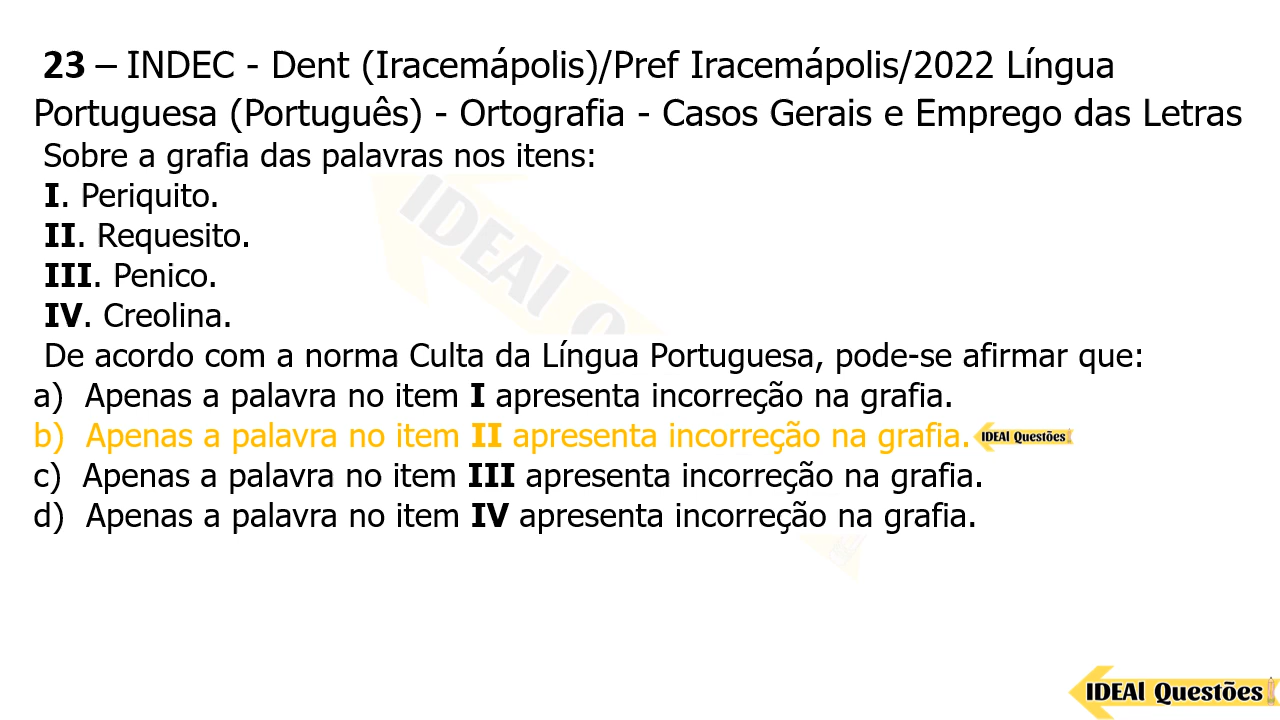 23 – INDEC - Dent (Iracemápolis)/Pref Iracemápolis/2022 Língua
Portuguesa (Português) - Ortografia - Casos Gerais e Emprego das Letras
Sobre a grafia das palavras nos itens:
I. Periquito.
II. Requesito.
III. Penico.
IV. Creolina.
De acordo com a norma Culta da Língua Portuguesa, pode-se afirmar que:
a) Apenas a palavra no item I apresenta incorreção na grafia.
b) Apenas a palavra no item II apresenta incorreção na grafia. IDEAl Questões
c) Apenas a palavra no item III apresenta incorreção na grafia.
d) Apenas a palavra no item IV apresenta incorreção na grafia.
IDEAl Qu
IDEAl Questões